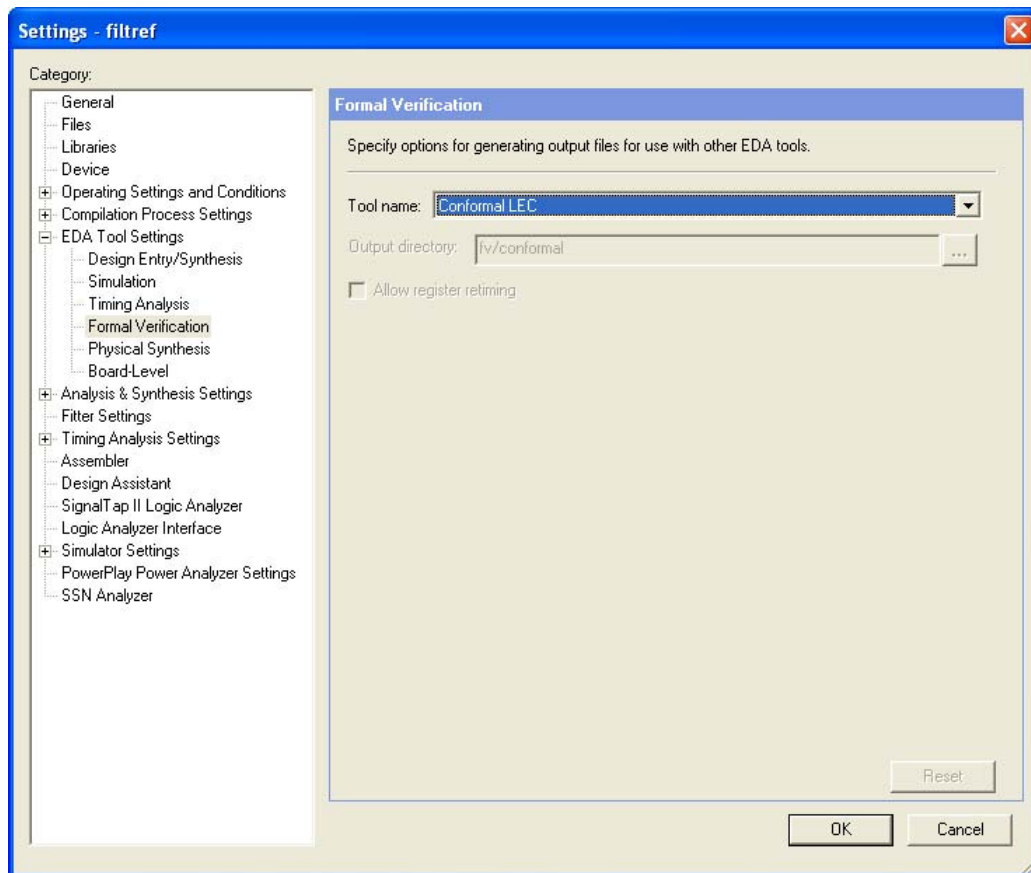 Settings - filtref
Category:
General
Files
Libraries
Device
Operating Settings and Conditions
Compilation Process Settings
EDA Tool Settings
Design Entry/Synthesis
Simulation
Timing Analysis
Formal Verification
Physical Synthesis
Board-Level
Analysis & Synthesis Settings
Fitter Settings
Timing Analysis Settings
Assembler
Design Assistant
SignalTap II Logic Analyzer
Logic Analyzer Interface
Simulator Settings
PowerPlay Power Analyzer Settings
SSN Analyzer
Formal Verification
Specify options for generating output files for use with other EDA tools.
Tool name: Conformal LEC
Output directory: fv/conformal ...
Allow register retiming
Reset
OK Cancel